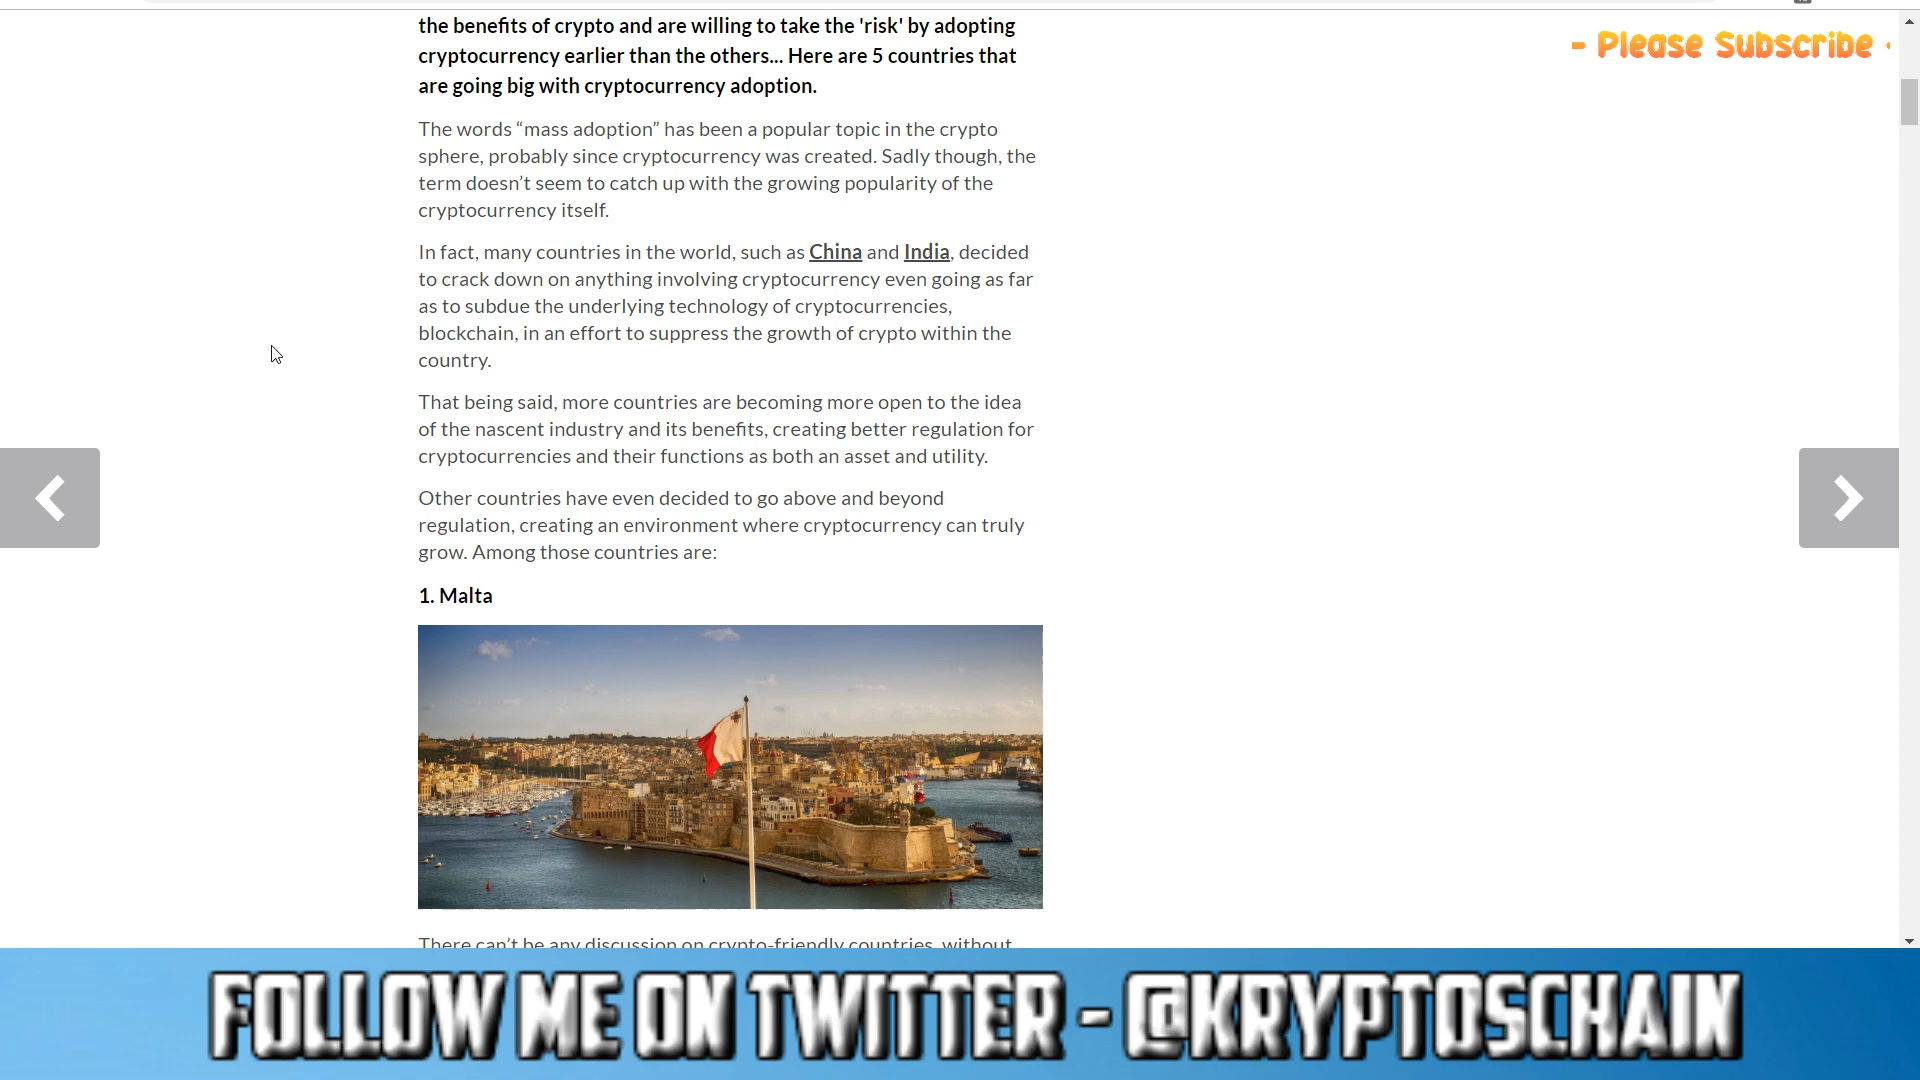 the benefits of crypto and are willing to take the 'risk' by adopting
cryptocurrency earlier than the others... Here are 5 countries that
are going big with cryptocurrency adoption.
- Please Subscribe -
The words “mass adoption” has been a popular topic in the crypto
sphere, probably since cryptocurrency was created. Sadly though, the
term doesn’t seem to catch up with the growing popularity of the
cryptocurrency itself.
In fact, many countries in the world, such as China and India, decided
to crack down on anything involving cryptocurrency even going as far
as to subdue the underlying technology of cryptocurrencies,
blockchain, in an effort to suppress the growth of crypto within the
country.
That being said, more countries are becoming more open to the idea
of the nascent industry and its benefits, creating better regulation for
cryptocurrencies and their functions as both an asset and utility.
Other countries have even decided to go above and beyond
regulation, creating an environment where cryptocurrency can truly
grow. Among those countries are:
1. Malta
There can’t be any discussion on crypto-friendly countries, without
FOLLOW ME ON TWITTER - @KRYPTOSCHAIN